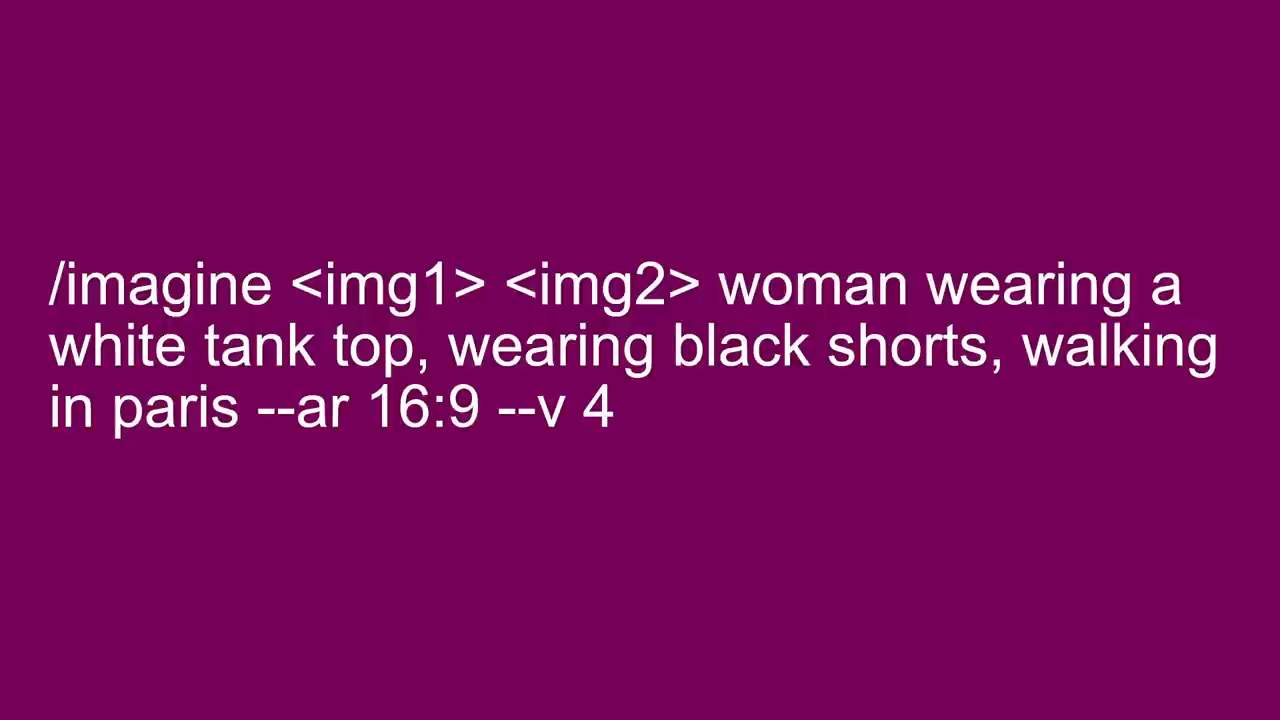 /imagine <img1> <img2> woman wearing a
white tank top, wearing black shorts, walking
in paris --ar 16:9 --v 4